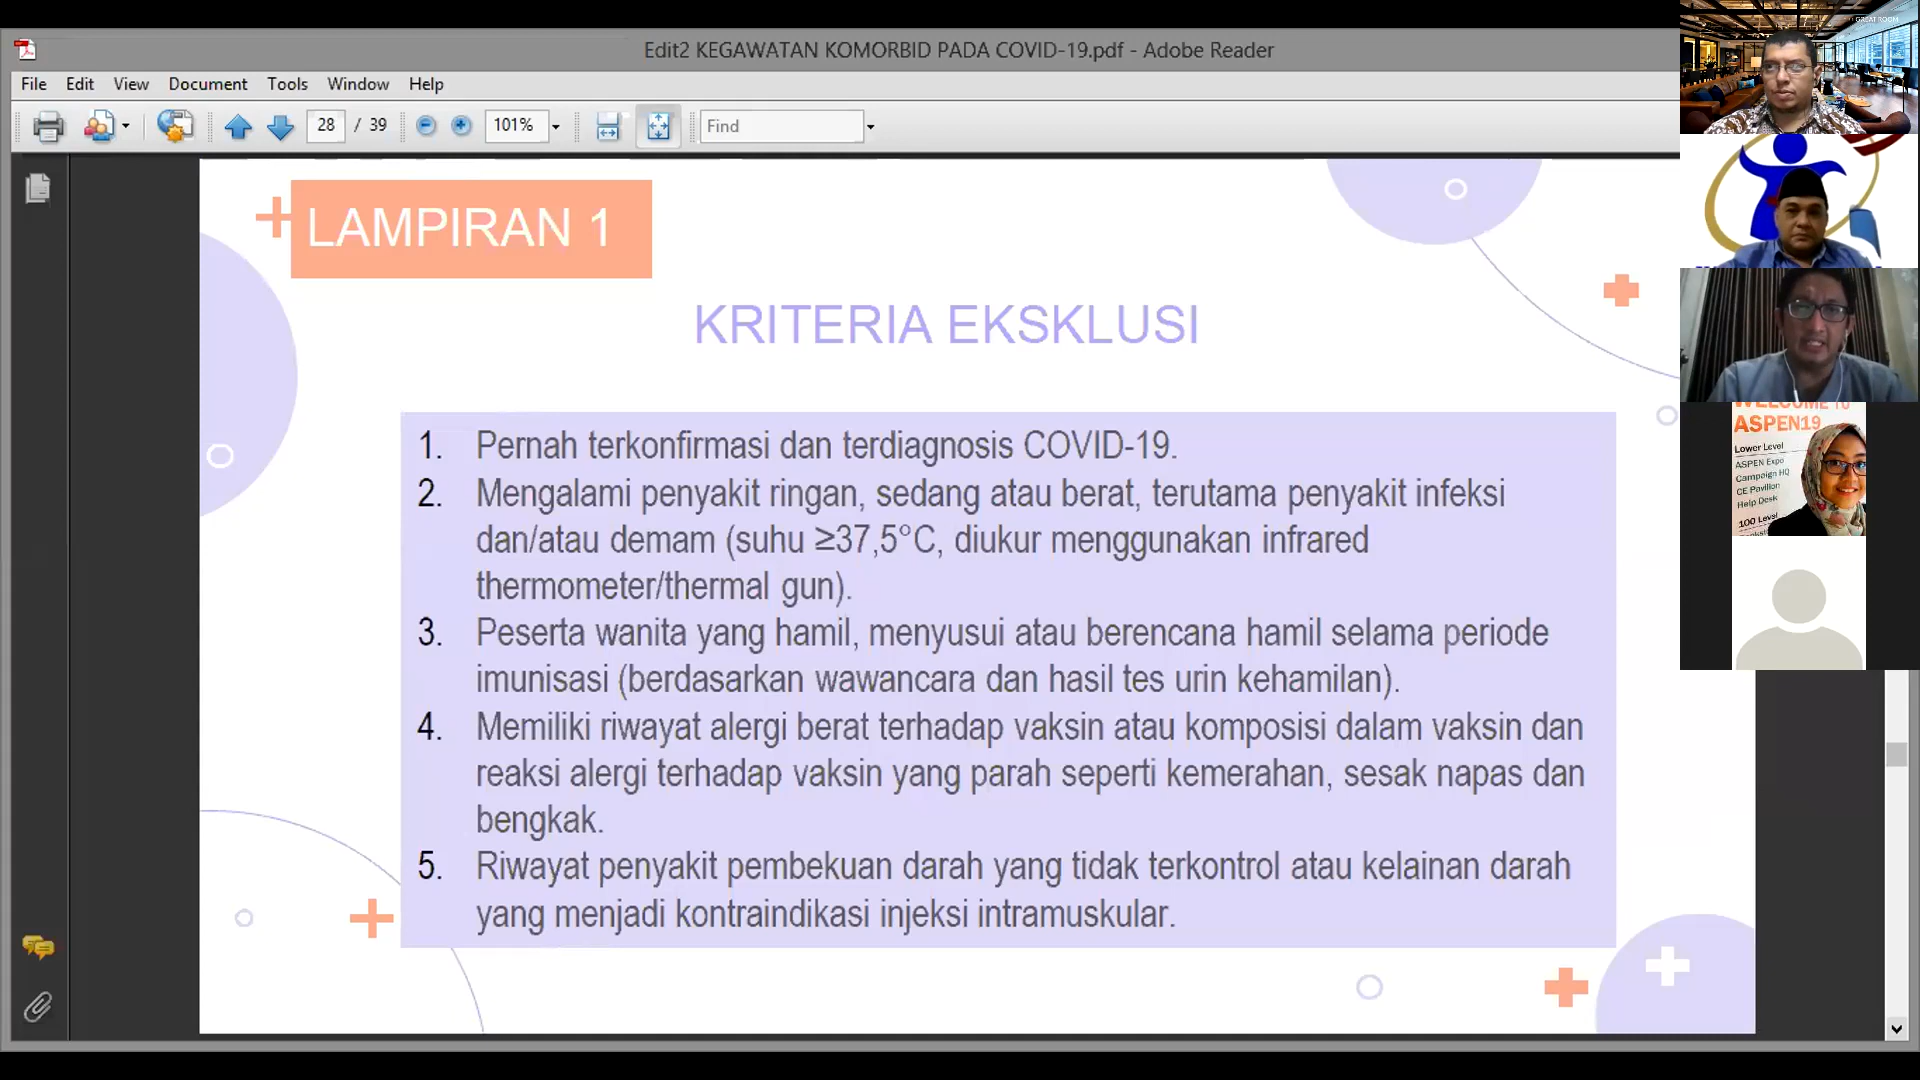 Edit2 KEGAWATAN KOMORBID PADA COVID-19.pdf - Adobe Reader
File Edit View Document Tools Window Help
28 / 39 101% Find
LAMPIRAN 1
KRITERIA EKSKLUSI
1. Pernah terkonfirmasi dan terdiagnosis COVID-19.
2. Mengalami penyakit ringan, sedang atau berat, terutama penyakit infeksi
dan/atau demam (suhu ≥37,5°C, diukur menggunakan infrared
thermometer/thermal gun).
3. Peserta wanita yang hamil, menyusui atau berencana hamil selama periode
imunisasi (berdasarkan wawancara dan hasil tes urin kehamilan).
4. Memiliki riwayat alergi berat terhadap vaksin atau komposisi dalam vaksin dan
reaksi alergi terhadap vaksin yang parah seperti kemerahan, sesak napas dan
bengkak.
5. Riwayat penyakit pembekuan darah yang tidak terkontrol atau kelainan darah
yang menjadi kontraindikasi injeksi intramuskular.
GREAT ROOM
WELCOME TO
ASPEN19
Lower Level
ASPEN Expo
Campaign HQ
CE Pavilion
Help Desk
100 Level